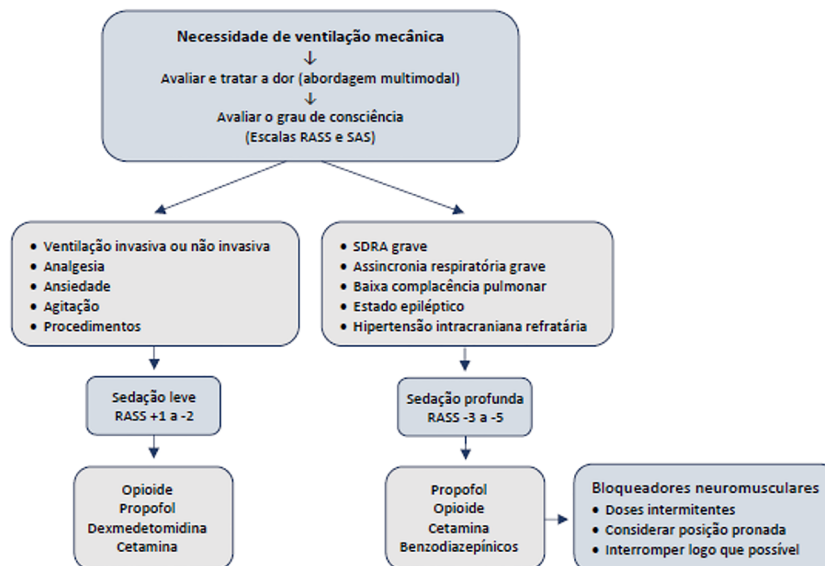 Necessidade de ventilação mecânica
↓
Avaliar e tratar a dor (abordagem multimodal)
↓
Avaliar o grau de consciência
(Escalas RASS e SAS)
• Ventilação invasiva ou não invasiva
• Analgesia
• Ansiedade
• Agitação
• Procedimentos
• SDRA grave
• Assincronia respiratória grave
• Baixa complacência pulmonar
• Estado epiléptico
• Hipertensão intracraniana refratária
Sedação leve
RASS +1 a -2
Sedação profunda
RASS -3 a -5
Opioide
Propofol
Dexmedetomidina
Cetamina
Propofol
Opioide
Cetamina
Benzodiazepínicos
Bloqueadores neuromusculares
• Doses intermitentes
• Considerar posição pronada
• Interromper logo que possível